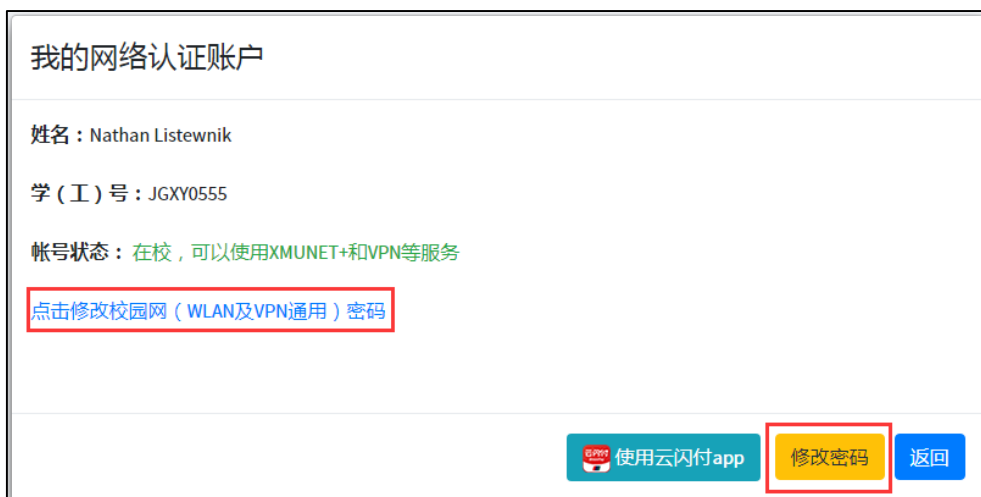 我的网络认证账户
姓名：Nathan Listewnik
学（工）号：JGXY0555
帐号状态： 在校，可以使用XMUNET+和VPN等服务
点击修改校园网（WLAN及VPN通用）密码
使用云闪付app 修改密码 返回